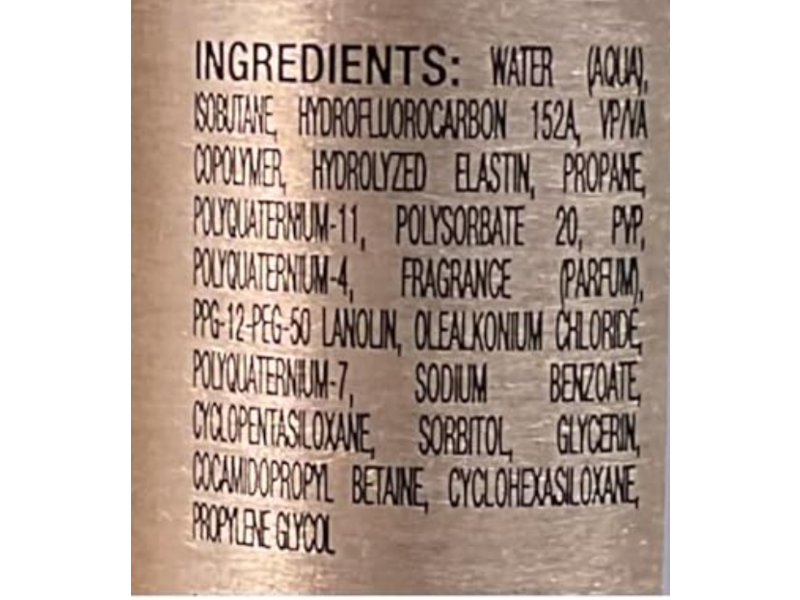 INGREDIENTS: WATER (AQUA),
ISOBUTANE, HYDROFLUOROCARBON 152A, VP/VA
COPOLYMER, HYDROLYZED ELASTIN, PROPANE,
POLYQUATERNIUM-11, POLYSORBATE 20, PVP,
POLYQUATERNIUM-4, FRAGRANCE (PARFUM),
PPG-12-PEG-50 LANOLIN, OLEALKONIUM CHLORIDE,
POLYQUATERNIUM-7, SODIUM BENZOATE,
CYCLOPENTASILOXANE, SORBITOL, GLYCERIN,
COCAMIDOPROPYL BETAINE, CYCLOHEXASILOXANE,
PROPYLENE GLYCOL